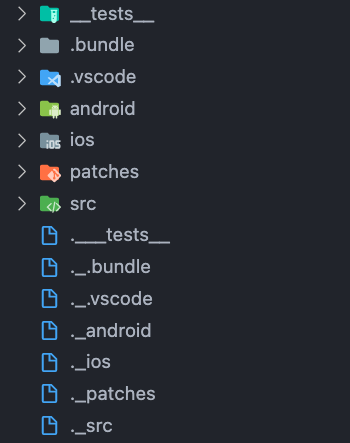 __tests__
.bundle
.vscode
android
ios
patches
src
.___tests__
._.bundle
._.vscode
._android
._ios
._patches
._src